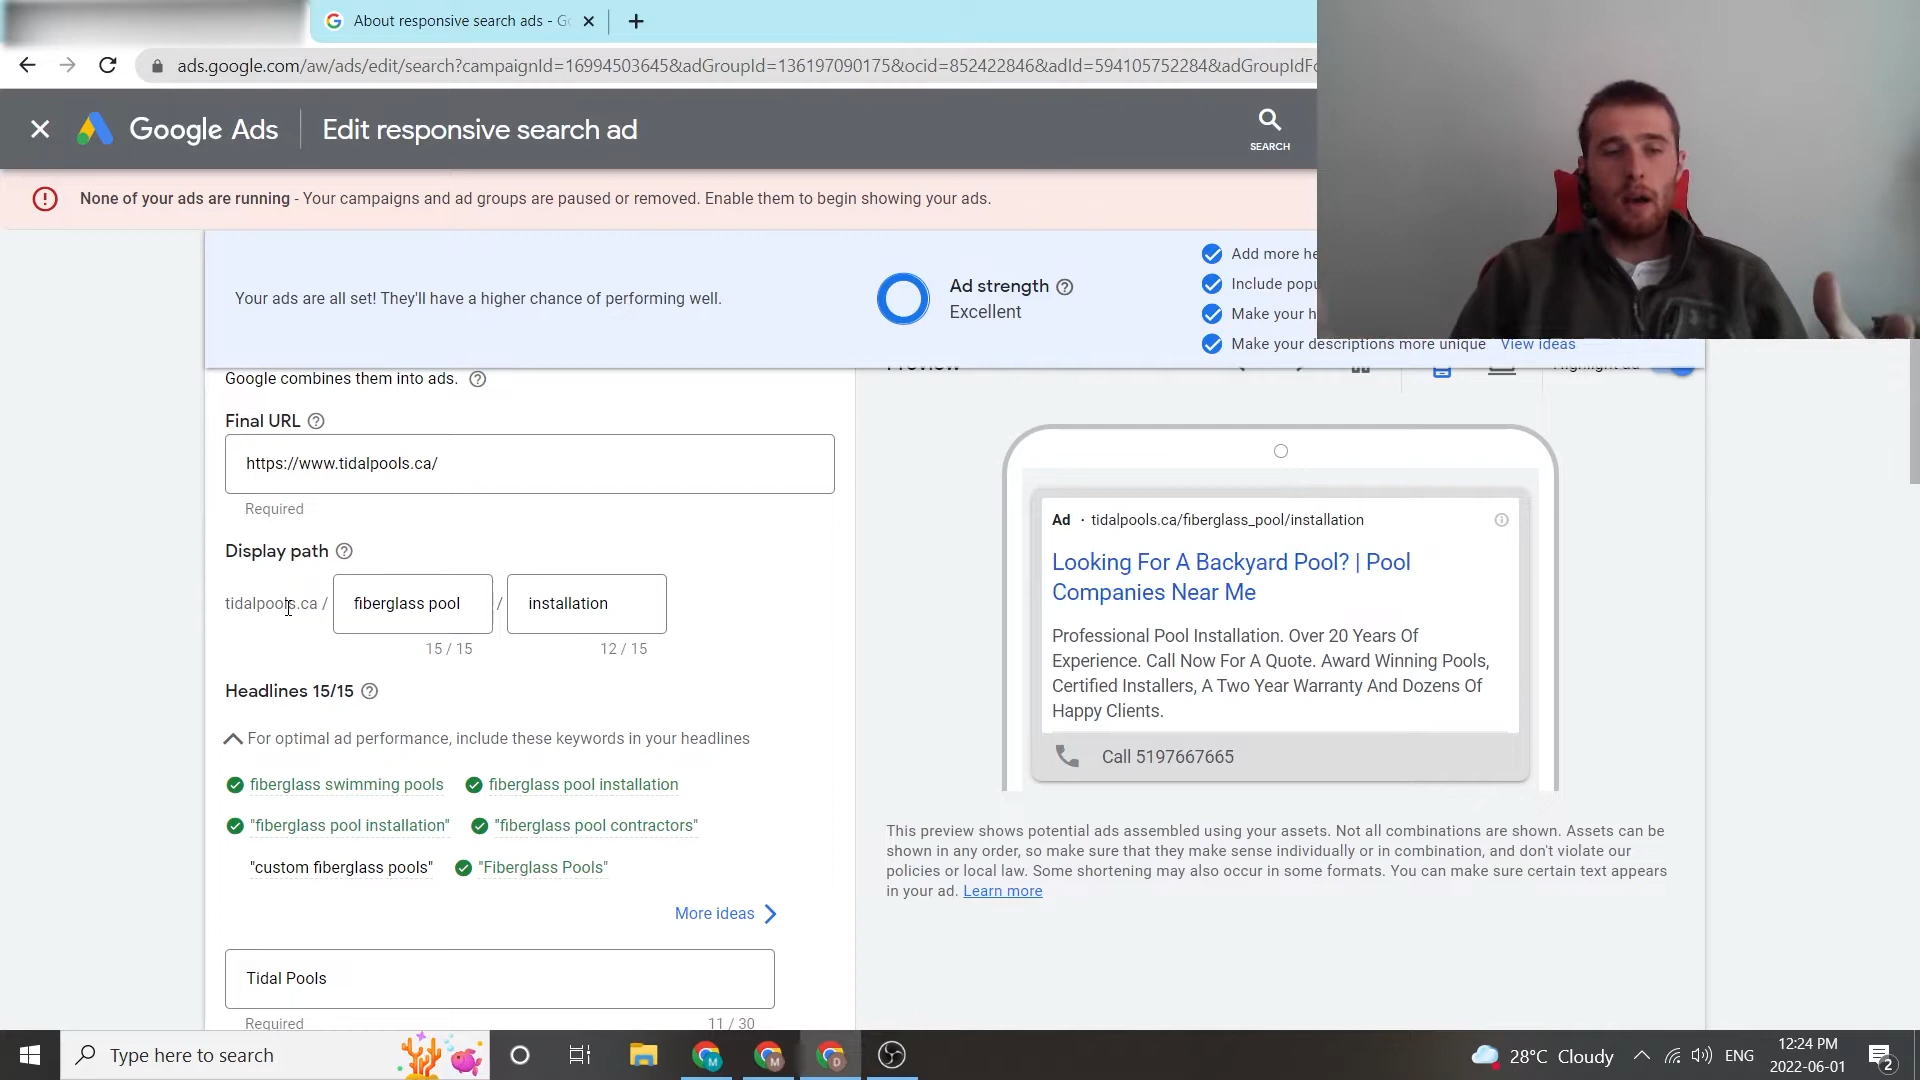 About responsive search ads - Go
ads.google.com/aw/ads/edit/search?campaignId=16994503645&adGroupId=136197090175&ocid=852422846&adId=594105752284&adGroupIdFo
Google Ads
Edit responsive search ad
SEARCH
None of your ads are running - Your campaigns and ad groups are paused or removed. Enable them to begin showing your ads.
Your ads are all set! They'll have a higher chance of performing well.
Ad strength
Excellent
Add more he
Include popu
Make your h
Make your descriptions more unique View ideas
Google combines them into ads.
Final URL
https://www.tidalpools.ca/
Required
Display path
tidalpools.ca / fiberglass pool / installation
15 / 15 12 / 15
Headlines 15/15
For optimal ad performance, include these keywords in your headlines
fiberglass swimming pools fiberglass pool installation
"fiberglass pool installation" "fiberglass pool contractors"
"custom fiberglass pools" "Fiberglass Pools"
More ideas
Tidal Pools
Required 11 / 30
Preview
Highlight ad
Ad · tidalpools.ca/fiberglass_pool/installation
Looking For A Backyard Pool? | Pool
Companies Near Me
Professional Pool Installation. Over 20 Years Of
Experience. Call Now For A Quote. Award Winning Pools,
Certified Installers, A Two Year Warranty And Dozens Of
Happy Clients.
Call 5197667665
This preview shows potential ads assembled using your assets. Not all combinations are shown. Assets can be
shown in any order, so make sure that they make sense individually or in combination, and don't violate our
policies or local law. Some shortening may also occur in some formats. You can make sure certain text appears
in your ad. Learn more
Type here to search
M
M
D
28°C Cloudy
ENG
12:24 PM
2022-06-01
2